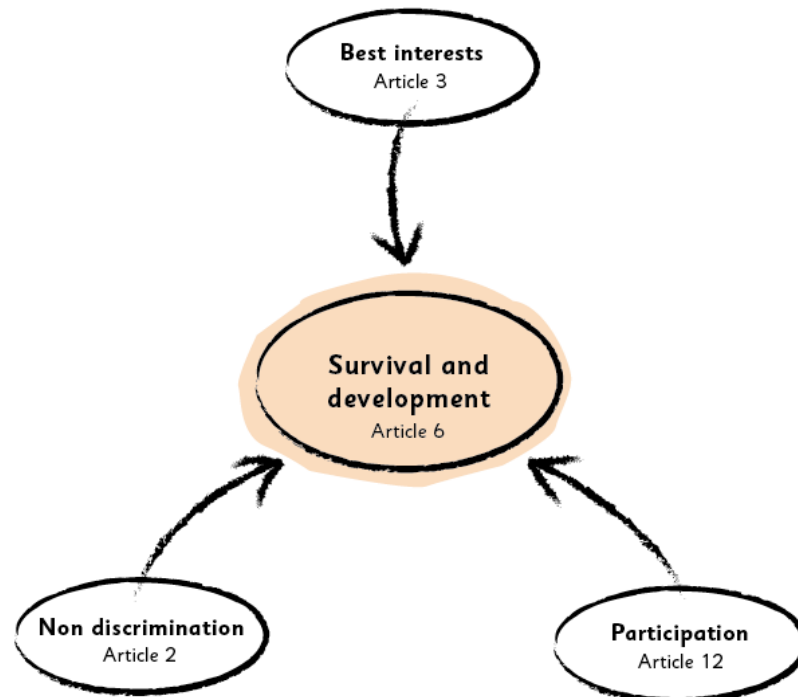 Best interests
Article 3
Survival and
development
Article 6
Non discrimination
Article 2
Participation
Article 12